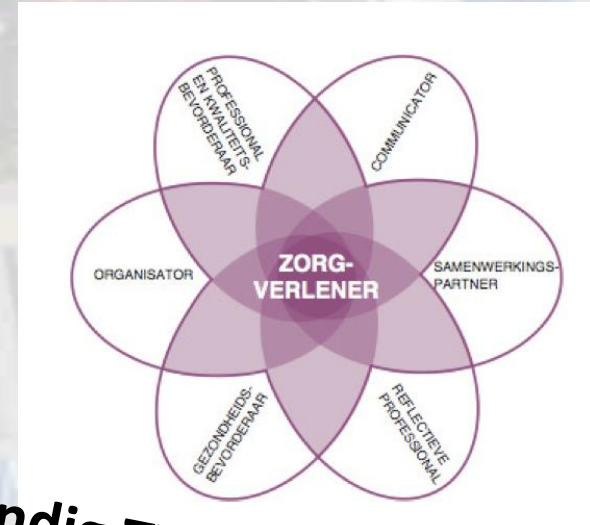 PROFESSIONAL
EN KWALITEITS-
BEVORDERAAR
COMMUNICATOR
ORGANISATOR
ZORG-
VERLENER
SAMENWERKINGS-
PARTNER
GEZONDHEIDS-
BEVORDERAAR
REFLECTIEVE
PROFESSIONAL